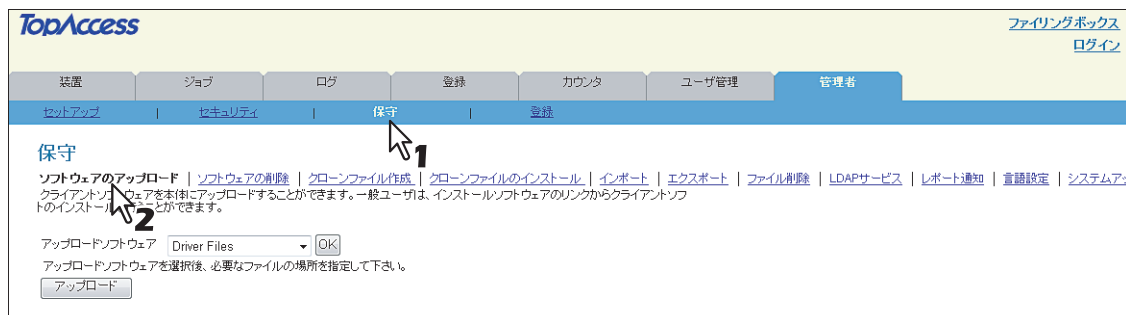 TopAccess
ファイリングボックス
ログイン
装置 ジョブ ログ 登録 カウンタ ユーザ管理 管理者
セットアップ | セキュリティ | 保守 | 登録
1
保守
ソフトウェアのアップロード | ソフトウェアの削除 | クローンファイル作成 | クローンファイルのインストール | インポート | エクスポート | ファイル削除 | LDAPサービス | レポート通知 | 言語設定 | システムア
クライアントソフトウェアを本体にアップロードすることができます。一般ユーザは、インストールソフトウェアのリンクからクライアントソフ
トのインストール ことができます。
2
アップロードソフトウェア Driver Files OK
アップロードソフトウェアを選択後、必要なファイルの場所を指定して下さい。
アップロード